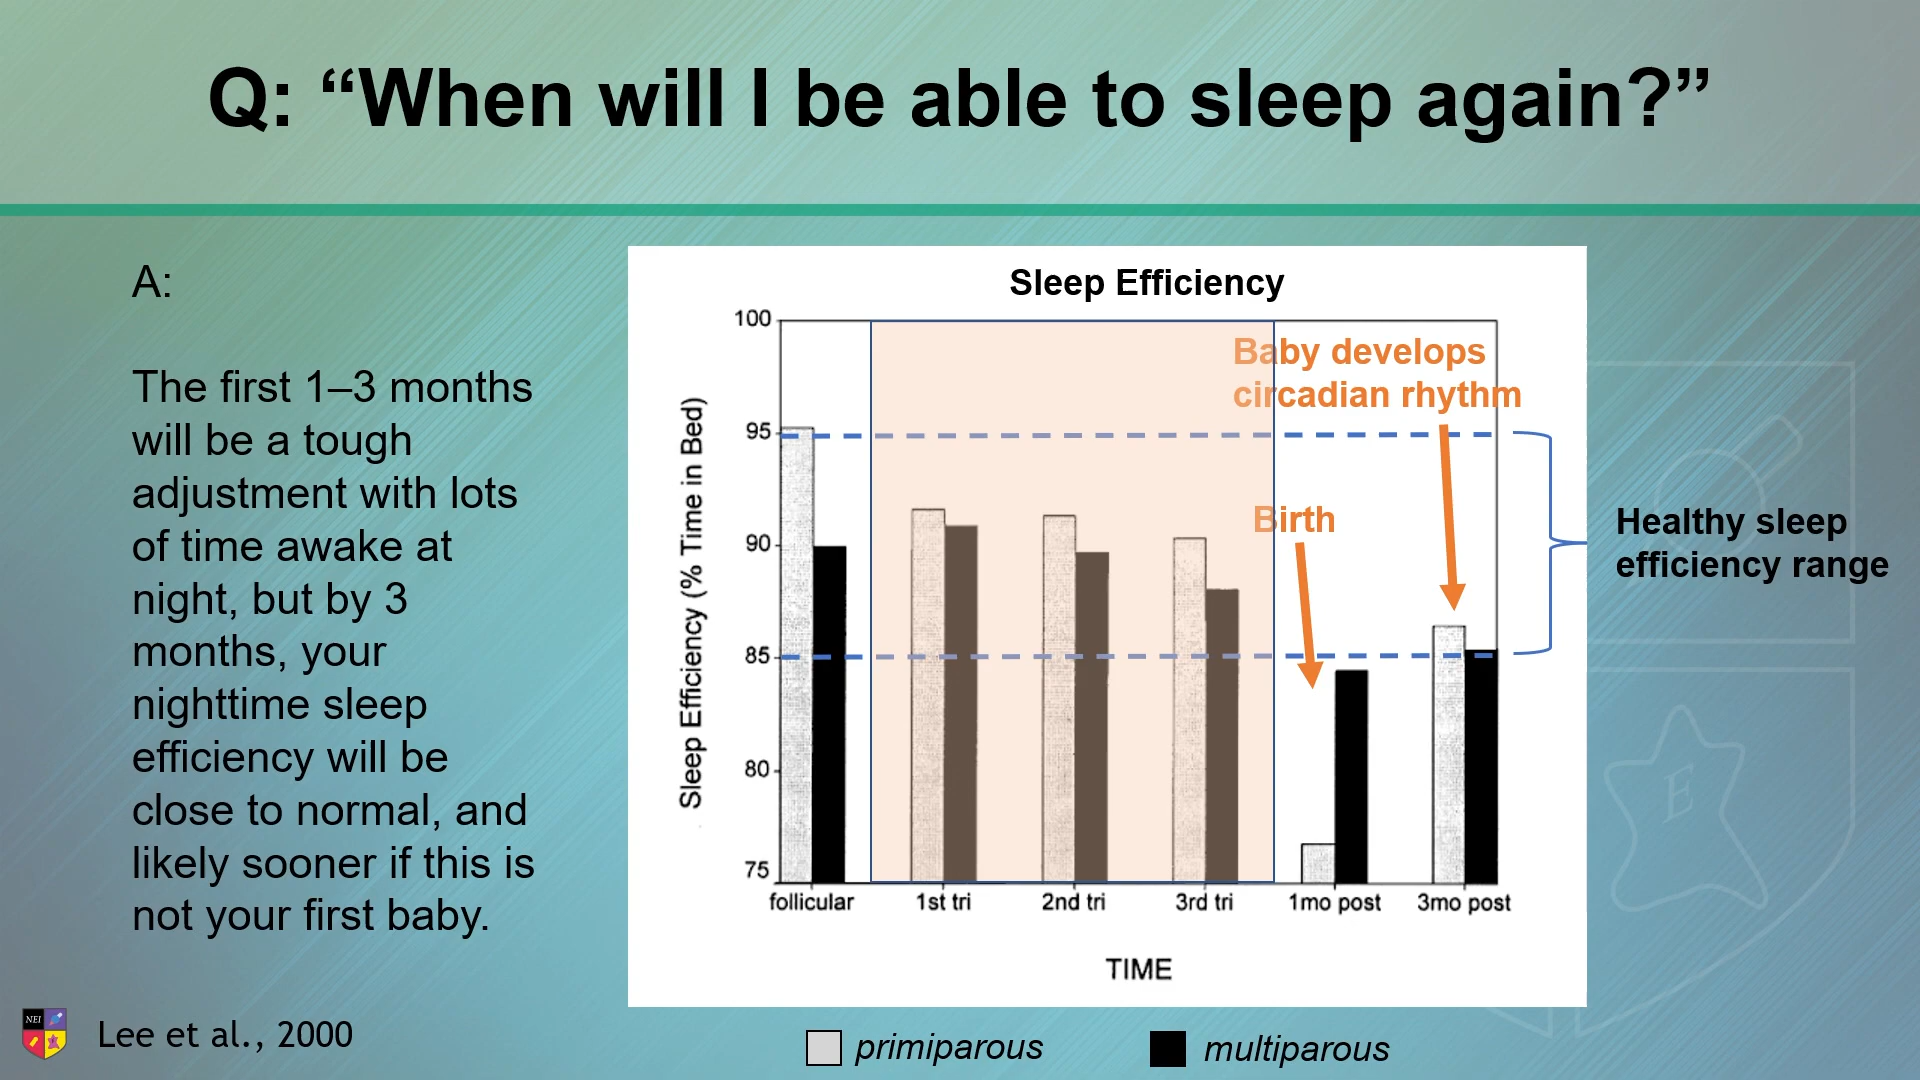 Q: “When will I be able to sleep again?”
A:
The first 1–3 months
will be a tough
adjustment with lots
of time awake at
night, but by 3
months, your
nighttime sleep
efficiency will be
close to normal, and
likely sooner if this is
not your first baby.
Sleep Efficiency
Sleep Efficiency (% Time in Bed)
100
95
90
85
80
75
Baby develops
circadian rhythm
Birth
Healthy sleep
efficiency range
follicular 1st tri 2nd tri 3rd tri 1mo post 3mo post
TIME
primiparous multiparous
NEI
Lee et al., 2000
E